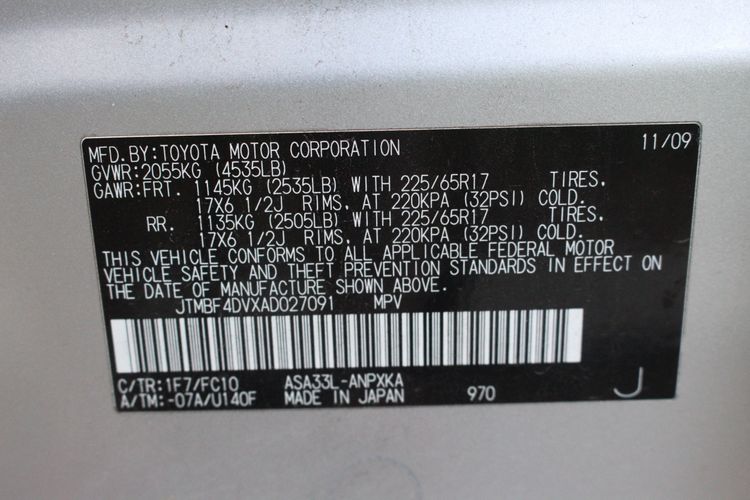 MFD.BY:TOYOTA MOTOR CORPORATION 11/09
GVWR:2055KG (4535LB)
GAWR:FRT. 1145KG (2535LB) WITH 225/65R17 TIRES,
17X6 1/2J RIMS, AT 220KPA (32PSI) COLD.
RR. 1135KG (2505LB) WITH 225/65R17 TIRES,
17X6 1/2J RIMS, AT 220KPA (32PSI) COLD.
THIS VEHICLE CONFORMS TO ALL APPLICABLE FEDERAL MOTOR
VEHICLE SAFETY AND THEFT PREVENTION STANDARDS IN EFFECT ON
THE DATE OF MANUFACTURE SHOWN ABOVE.
JTMBF4DVXAD027091 MPV
C/TR:1F7/FC10 ASA33L-ANPXKA
A/TM:-07A/U140F MADE IN JAPAN 970 J